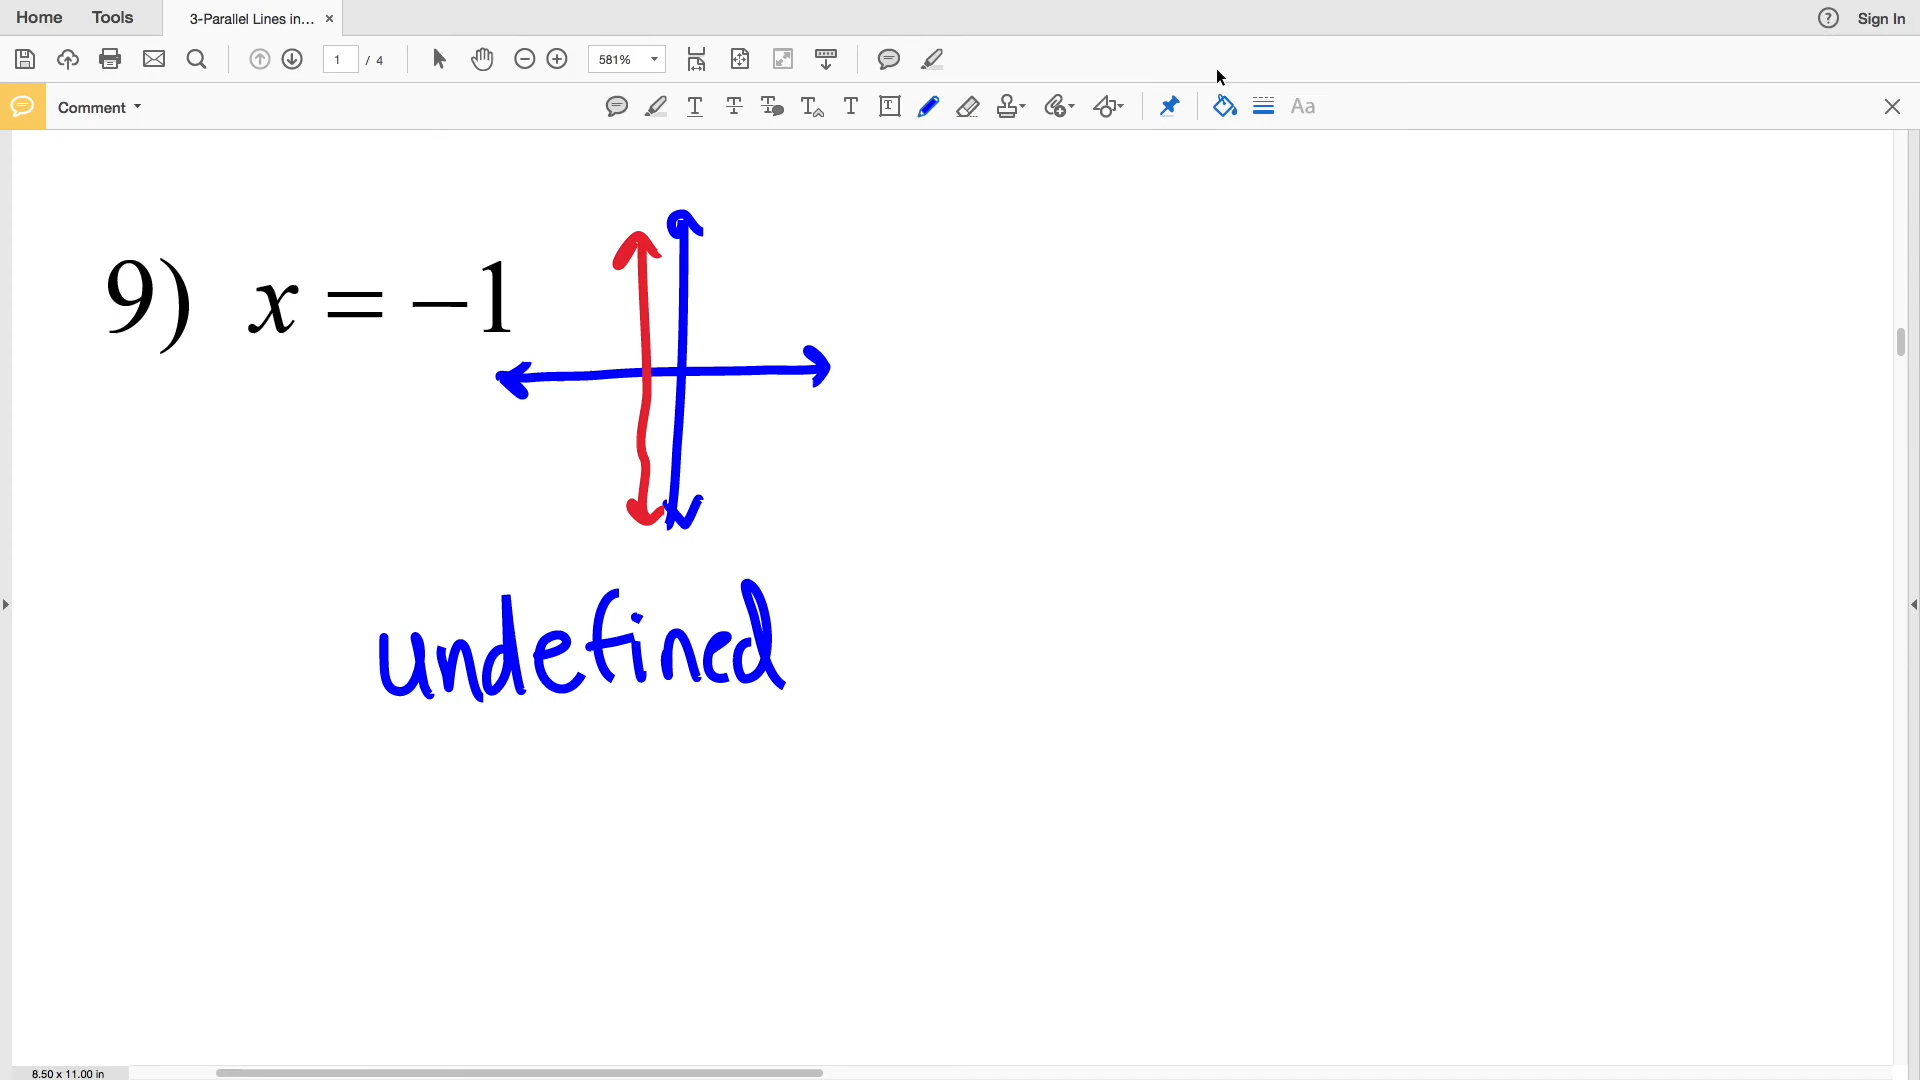 Home Tools 3-Parallel Lines in... × ? Sign In
1 / 4 581%
Comment T T T T T T Aa
9) x = −1
undefined
8.50 x 11.00 in